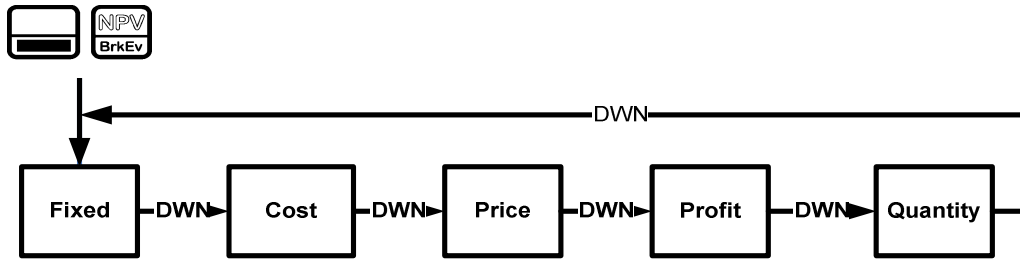 NPV
BrkEv
DWN
Fixed DWN Cost DWN Price DWN Profit DWN Quantity